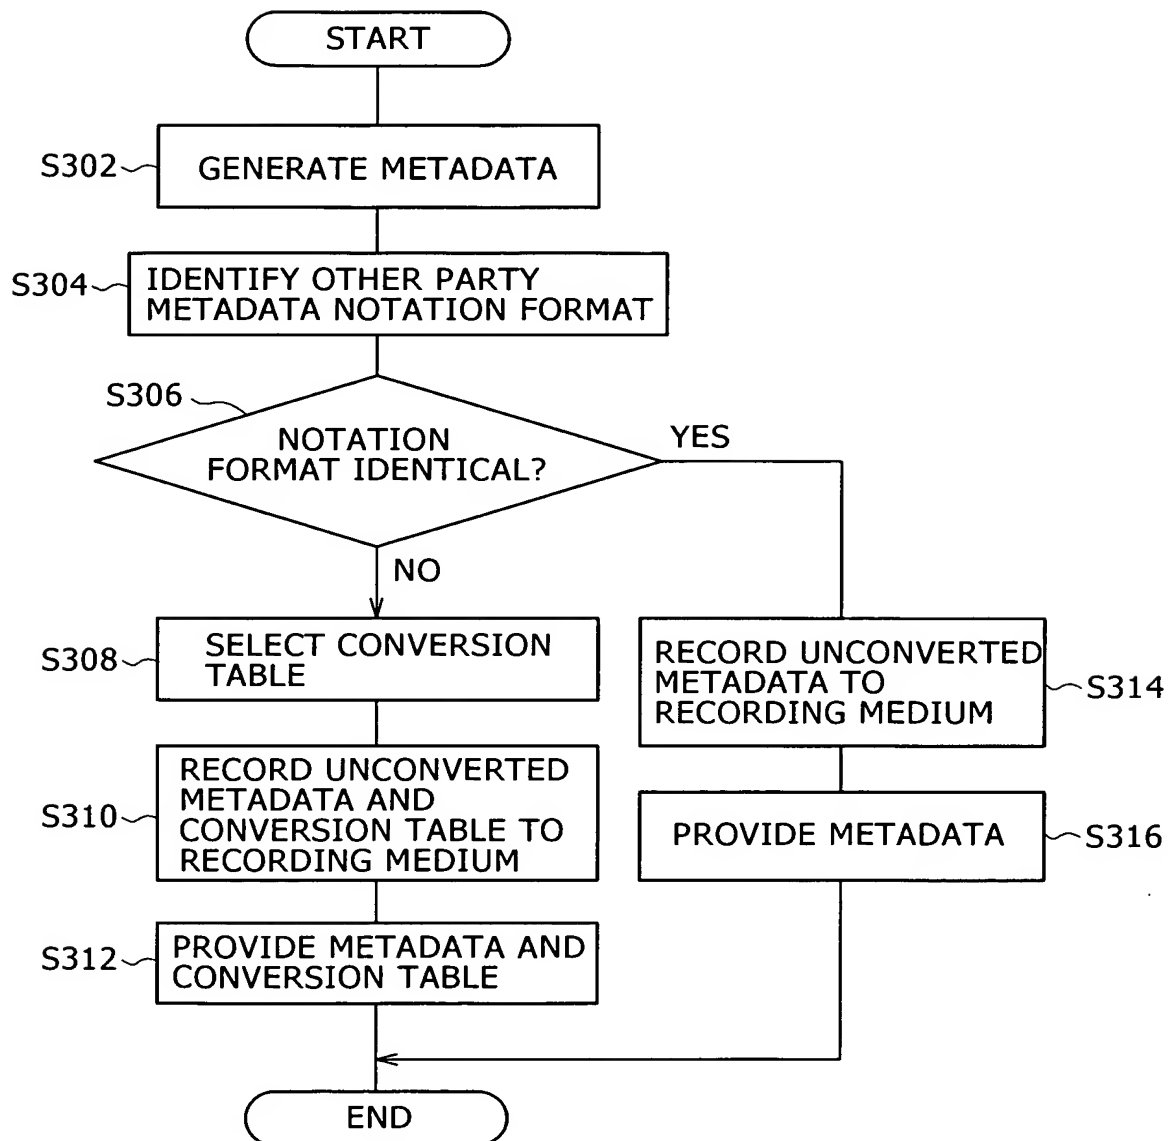 START
S302
GENERATE METADATA
S304
IDENTIFY OTHER PARTY
METADATA NOTATION FORMAT
S306
NOTATION
FORMAT IDENTICAL?
YES
NO
S308
SELECT CONVERSION
TABLE
S310
RECORD UNCONVERTED
METADATA AND
CONVERSION TABLE TO
RECORDING MEDIUM
S312
PROVIDE METADATA AND
CONVERSION TABLE
RECORD UNCONVERTED
METADATA TO
RECORDING MEDIUM
S314
PROVIDE METADATA
S316
END